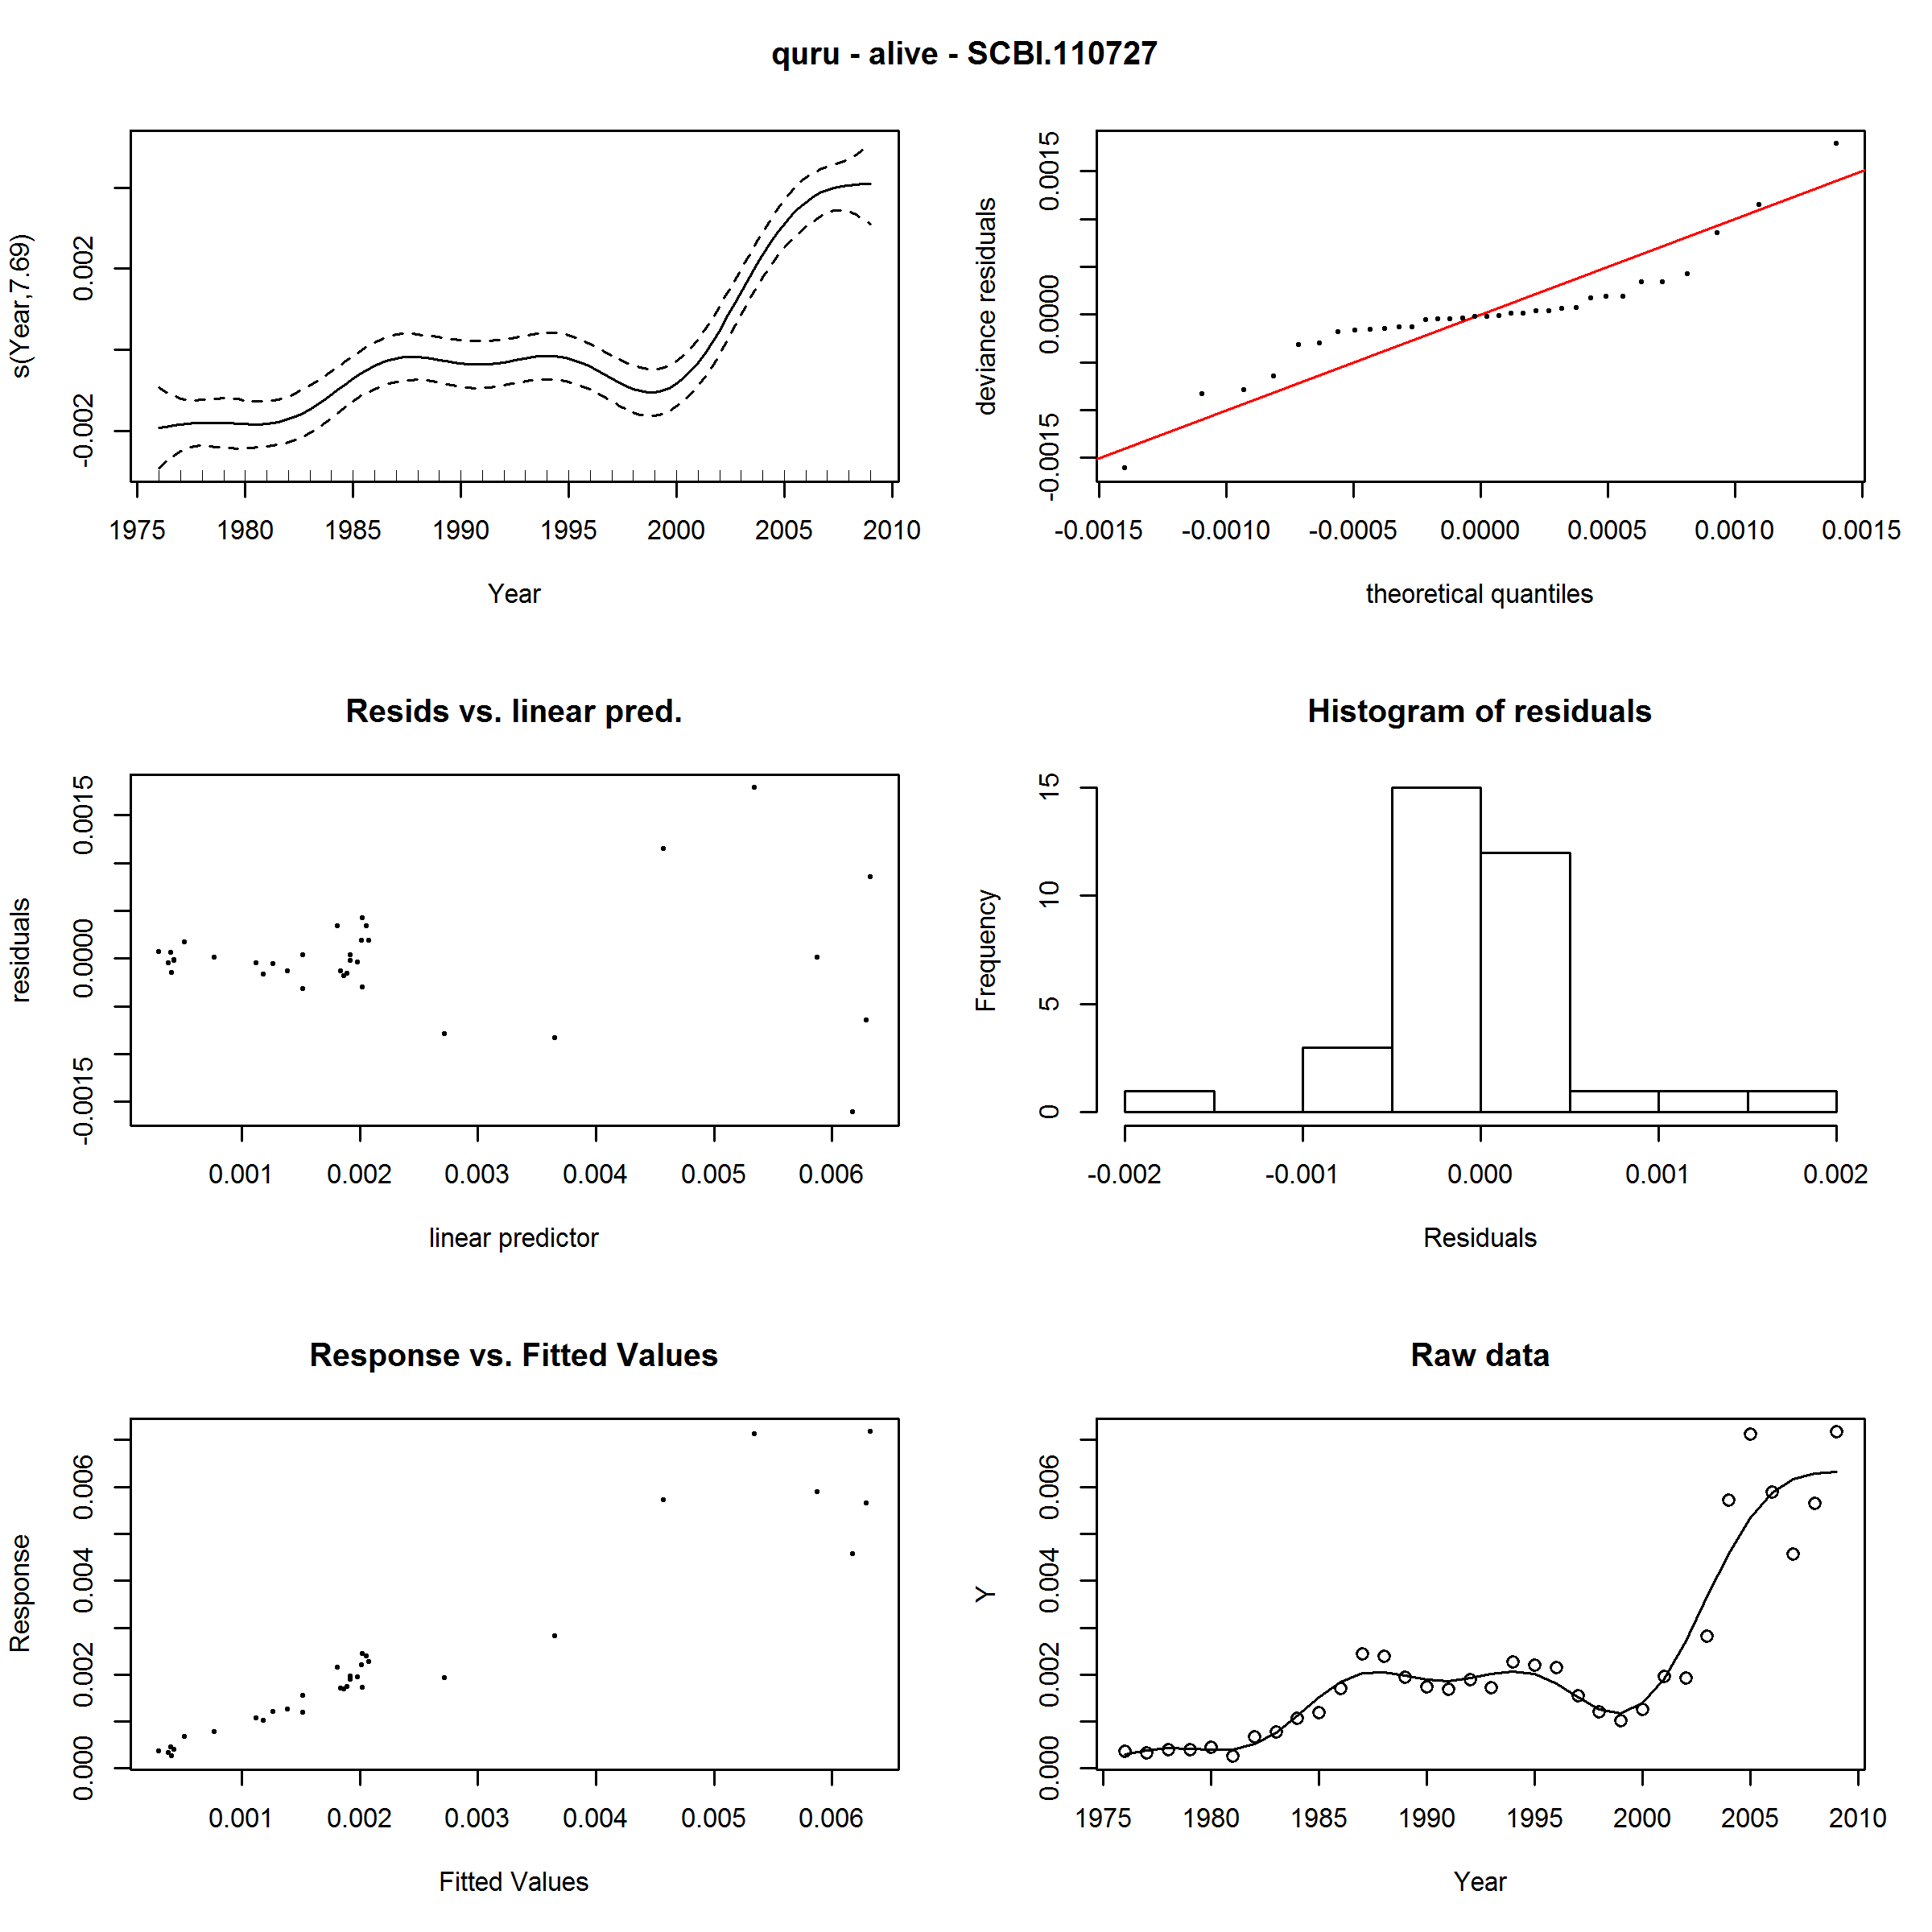 quru - alive - SCBI.110727
s(Year,7.69)
-0.002 0.002
1975 1980 1985 1990 1995 2000 2005 2010
Year
deviance residuals
-0.0015 0.0000 0.0015
-0.0015 -0.0010 -0.0005 0.0000 0.0005 0.0010 0.0015
theoretical quantiles
Resids vs. linear pred.
residuals
-0.0015 0.0000 0.0015
0.001 0.002 0.003 0.004 0.005 0.006
linear predictor
Histogram of residuals
Frequency
0 5 10 15
-0.002 -0.001 0.000 0.001 0.002
Residuals
Response vs. Fitted Values
Response
0.000 0.002 0.004 0.006
0.001 0.002 0.003 0.004 0.005 0.006
Fitted Values
Raw data
Y
0.000 0.002 0.004 0.006
1975 1980 1985 1990 1995 2000 2005 2010
Year